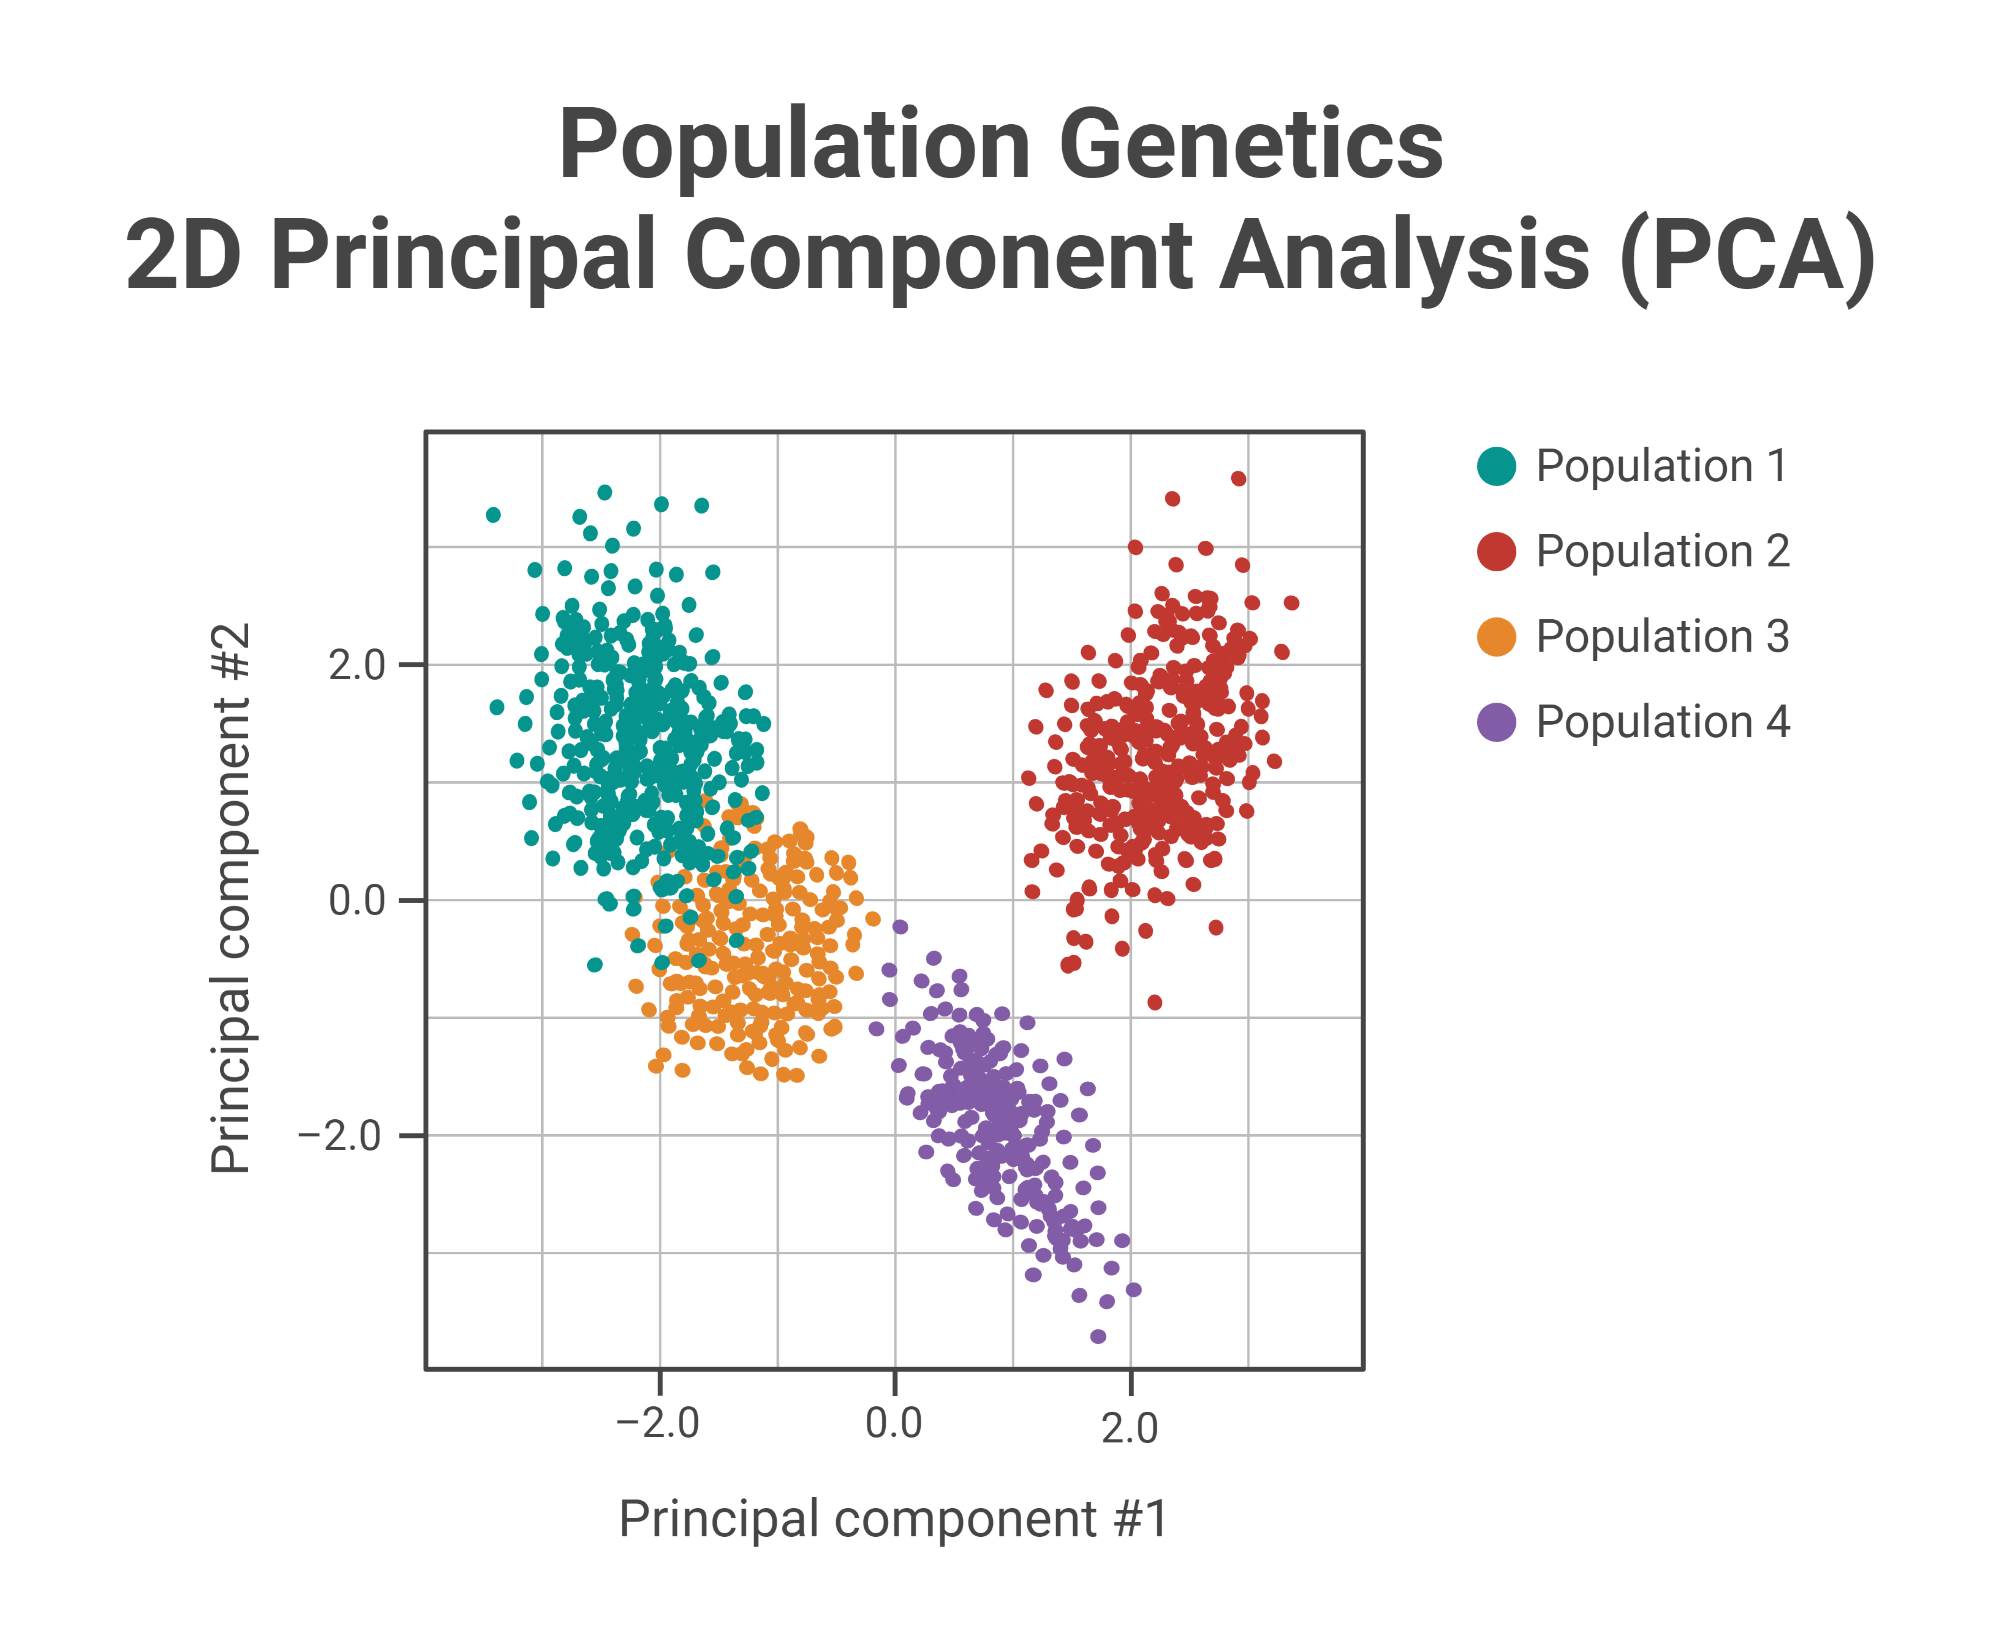 Population Genetics
2D Principal Component Analysis (PCA)
Population 1
Population 2
Population 3
Population 4
Principal component #2
2.0
0.0
−2.0
−2.0
0.0
2.0
Principal component #1